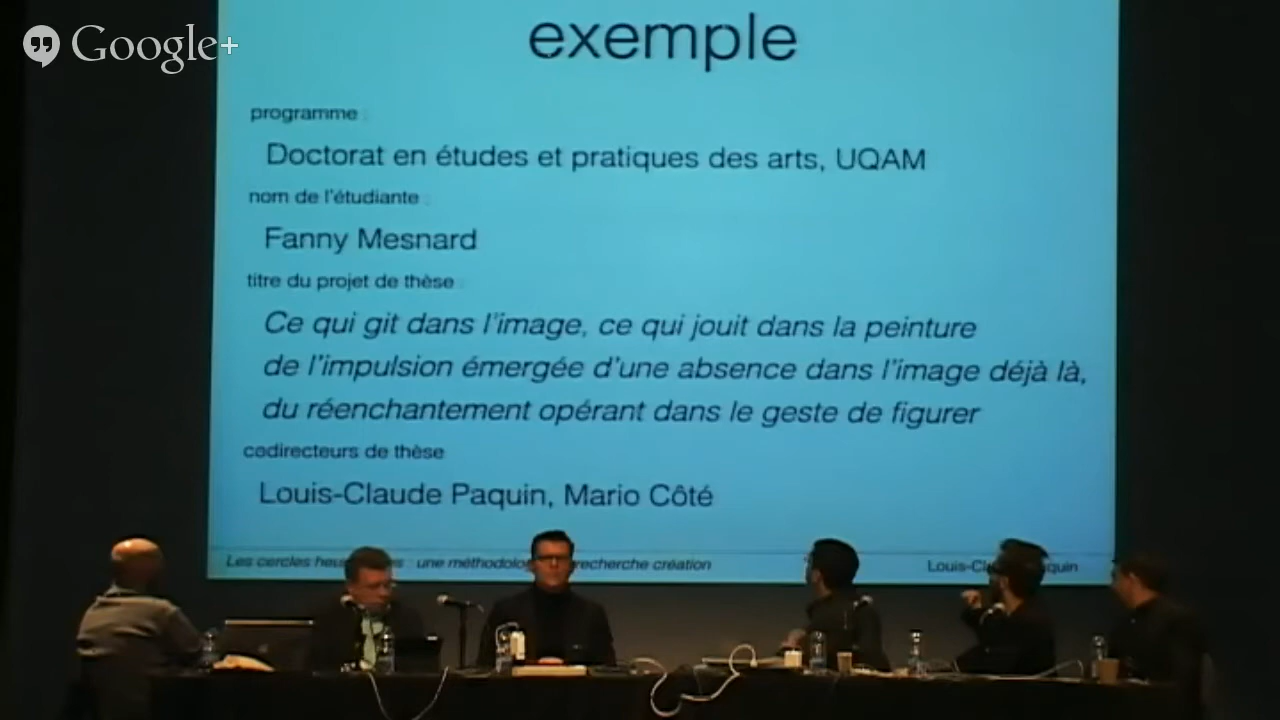 Google+
exemple
programme :
Doctorat en études et pratiques des arts, UQAM
nom de l'étudiante :
Fanny Mesnard
titre du projet de thèse :
Ce qui git dans l'image, ce qui jouit dans la peinture
de l'impulsion émergée d'une absence dans l'image déjà là,
du réenchantement opérant dans le geste de figurer
codirecteurs de thèse
Louis-Claude Paquin, Mario Côté
Les cercles : une recherche création